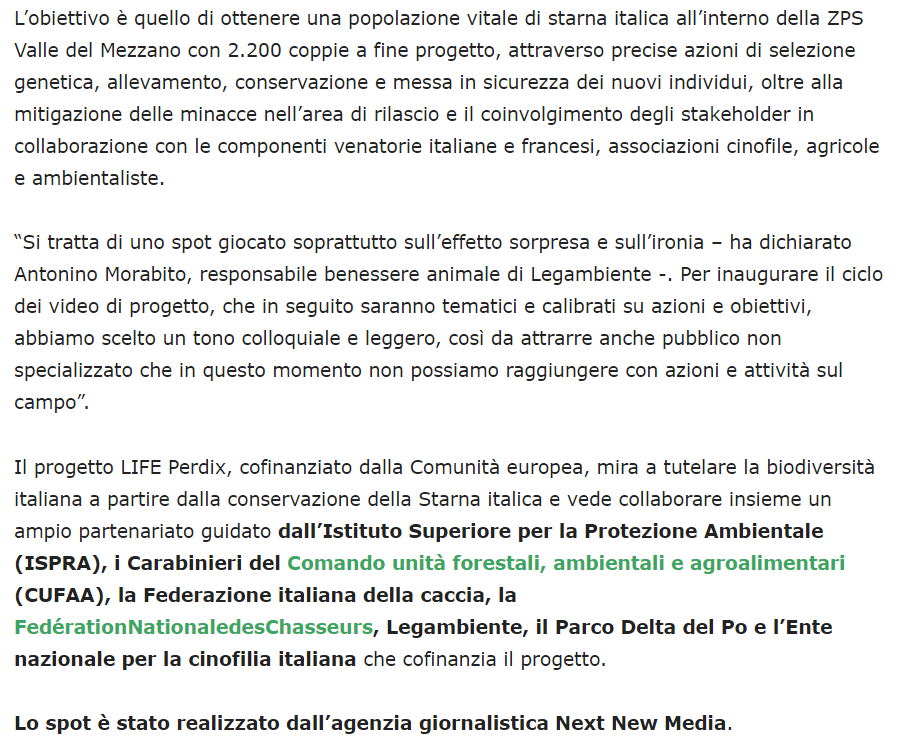 L’obiettivo è quello di ottenere una popolazione vitale di starna italica all’interno della ZPS
Valle del Mezzano con 2.200 coppie a fine progetto, attraverso precise azioni di selezione
genetica, allevamento, conservazione e messa in sicurezza dei nuovi individui, oltre alla
mitigazione delle minacce nell’area di rilascio e il coinvolgimento degli stakeholder in
collaborazione con le componenti venatorie italiane e francesi, associazioni cinofile, agricole
e ambientaliste.
“Si tratta di uno spot giocato soprattutto sull’effetto sorpresa e sull’ironia – ha dichiarato
Antonino Morabito, responsabile benessere animale di Legambiente -. Per inaugurare il ciclo
dei video di progetto, che in seguito saranno tematici e calibrati su azioni e obiettivi,
abbiamo scelto un tono colloquiale e leggero, così da attrarre anche pubblico non
specializzato che in questo momento non possiamo raggiungere con azioni e attività sul
campo”.
Il progetto LIFE Perdix, cofinanziato dalla Comunità europea, mira a tutelare la biodiversità
italiana a partire dalla conservazione della Starna italica e vede collaborare insieme un
ampio partenariato guidato dall’Istituto Superiore per la Protezione Ambientale
(ISPRA), i Carabinieri del Comando unità forestali, ambientali e agroalimentari
(CUFAA), la Federazione italiana della caccia, la
FedérationNationaledesChasseurs, Legambiente, il Parco Delta del Po e l’Ente
nazionale per la cinofilia italiana che cofinanzia il progetto.
Lo spot è stato realizzato dall’agenzia giornalistica Next New Media.